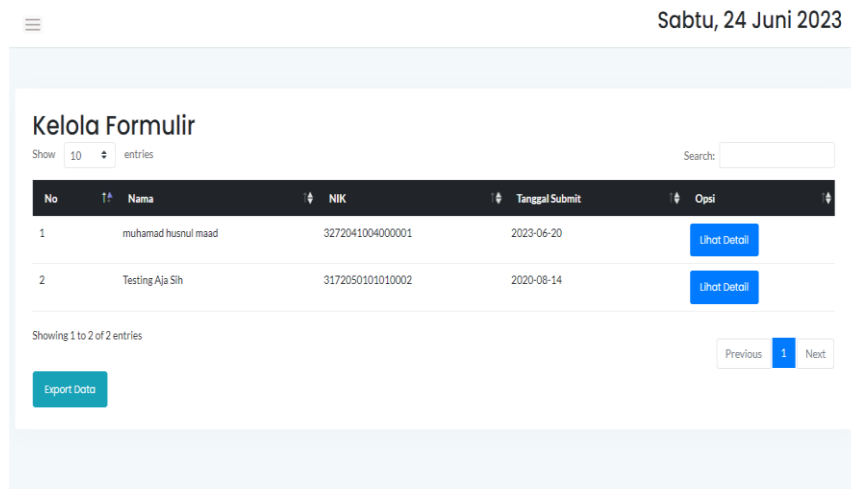 Sabtu, 24 Juni 2023
Kelola Formulir
Show 10 entries
Search:
No Nama NIK Tanggal Submit Opsi
1 muhamad husnul maad 3272041004000001 2023-06-20 Lihat Detail
2 Testing Aja Sih 3172050101010002 2020-08-14 Lihat Detail
Showing 1 to 2 of 2 entries
Previous 1 Next
Export Data